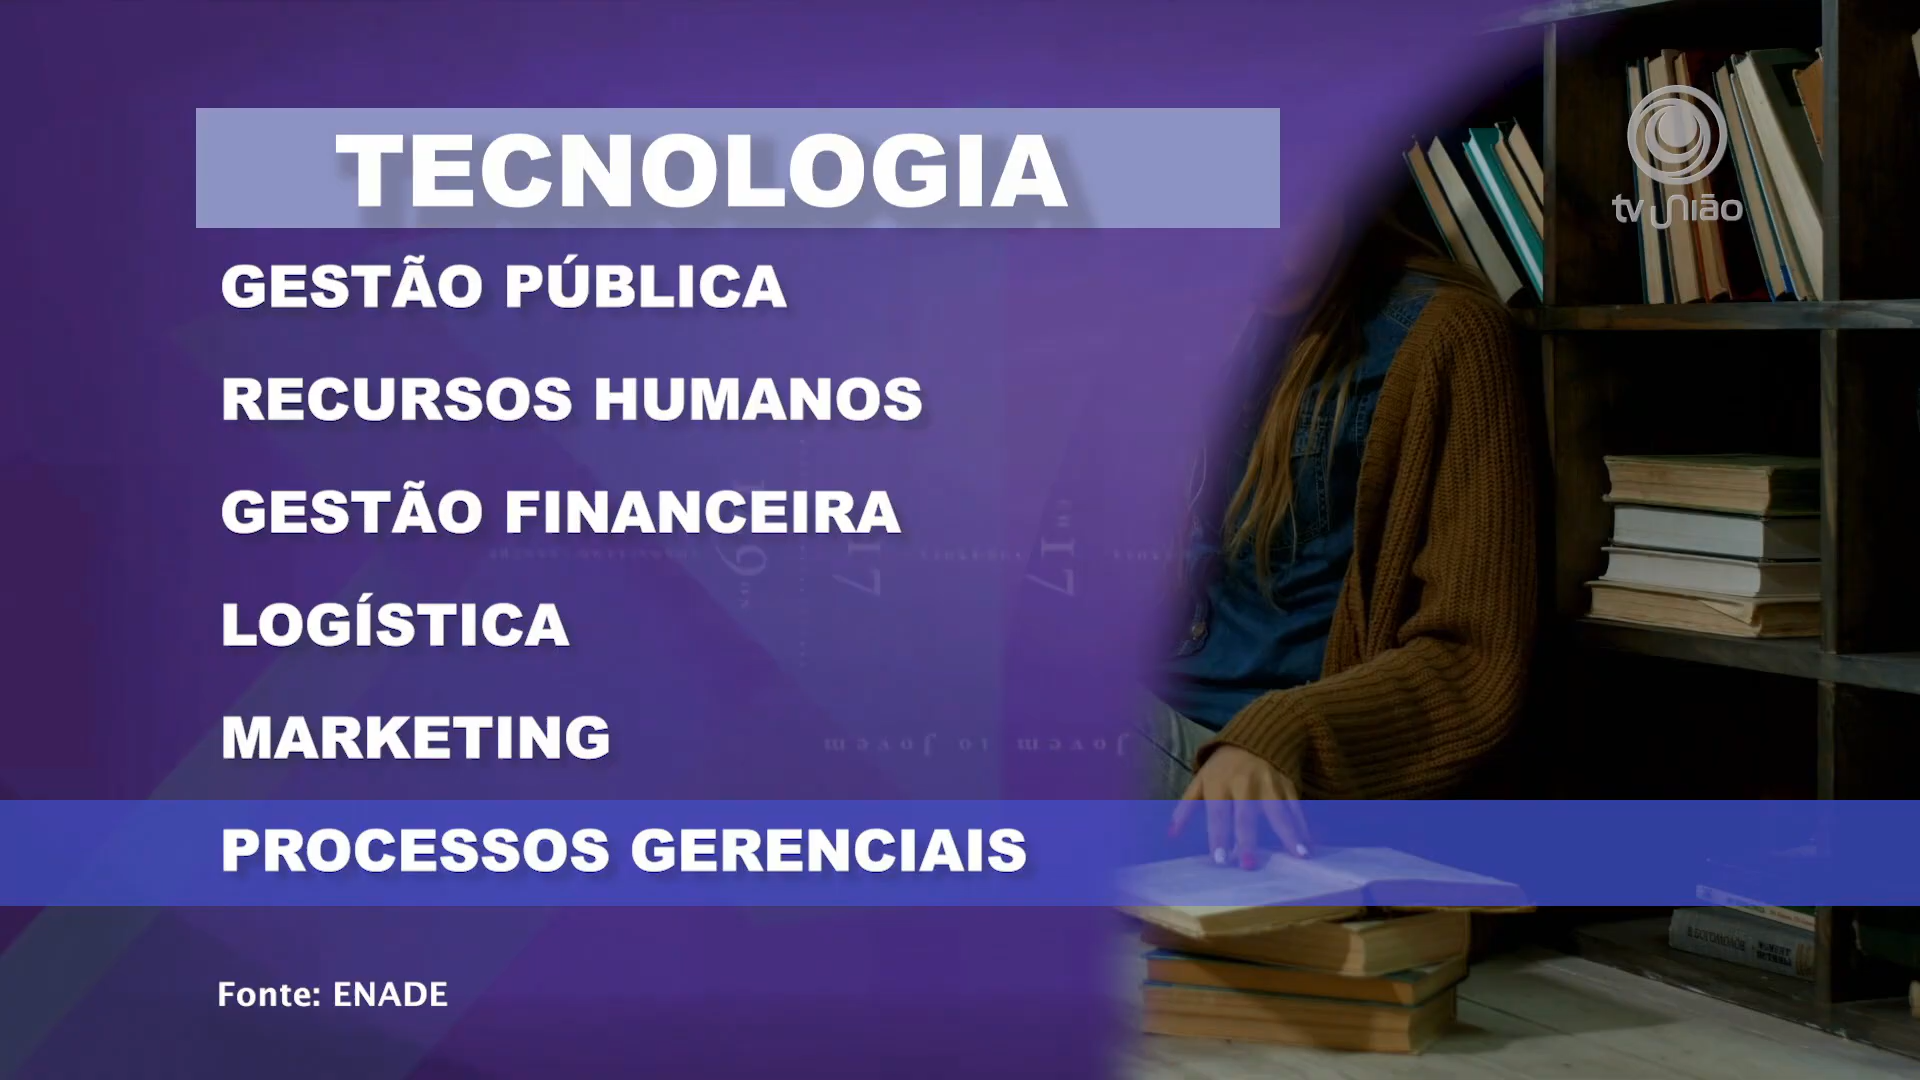 TECNOLOGIA
tv União
GESTÃO PÚBLICA
RECURSOS HUMANOS
GESTÃO FINANCEIRA
LOGÍSTICA
MARKETING
PROCESSOS GERENCIAIS
Fonte: ENADE